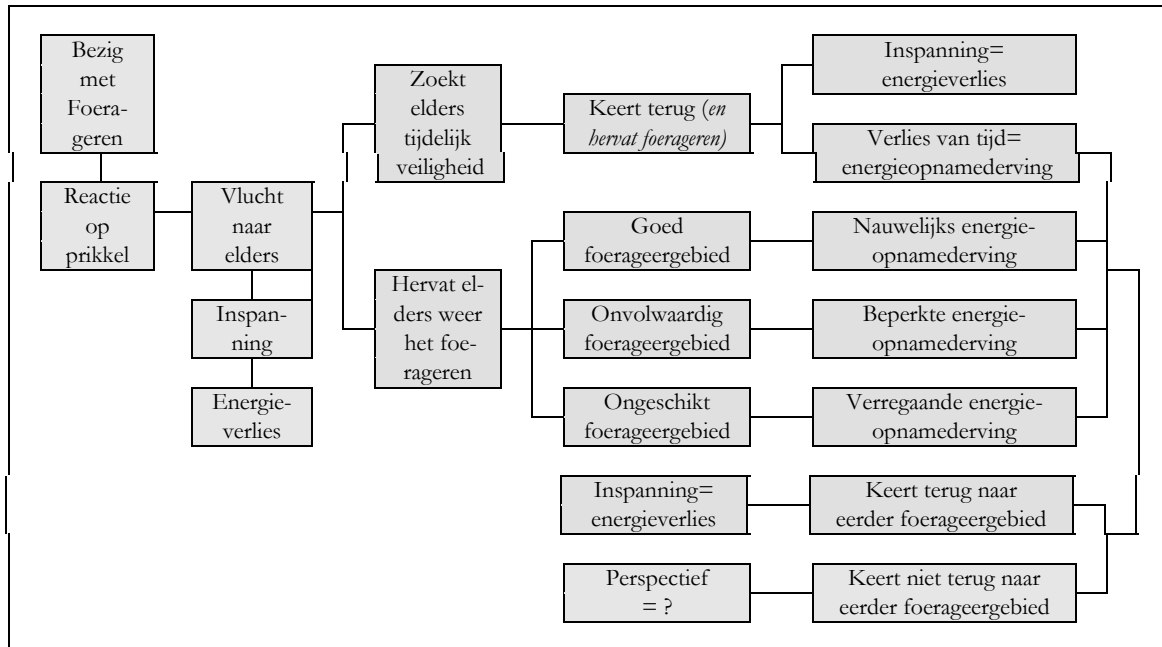 Bezig
met
Foera-
geren
Reactie
op
prikkel
Vlucht
naar
elders
Inspan-
ning
Energie-
verlies
Zoekt
elders
tijdelijk
veiligheid
Hervat el-
ders weer
het foe-
rageren
Keert terug (en
hervat foerageren)
Inspanning=
energieverlies
Verlies van tijd=
energieopnamederving
Goed
foerageergebied
Nauwelijks energie-
opnamederving
Onvolwaardig
foerageergebied
Beperkte energie-
opnamederving
Ongeschikt
foerageergebied
Verregaande energie-
opnamederving
Inspanning=
energieverlies
Keert terug naar
eerder foerageergebied
Perspectief
= ?
Keert niet terug naar
eerder foerageergebied